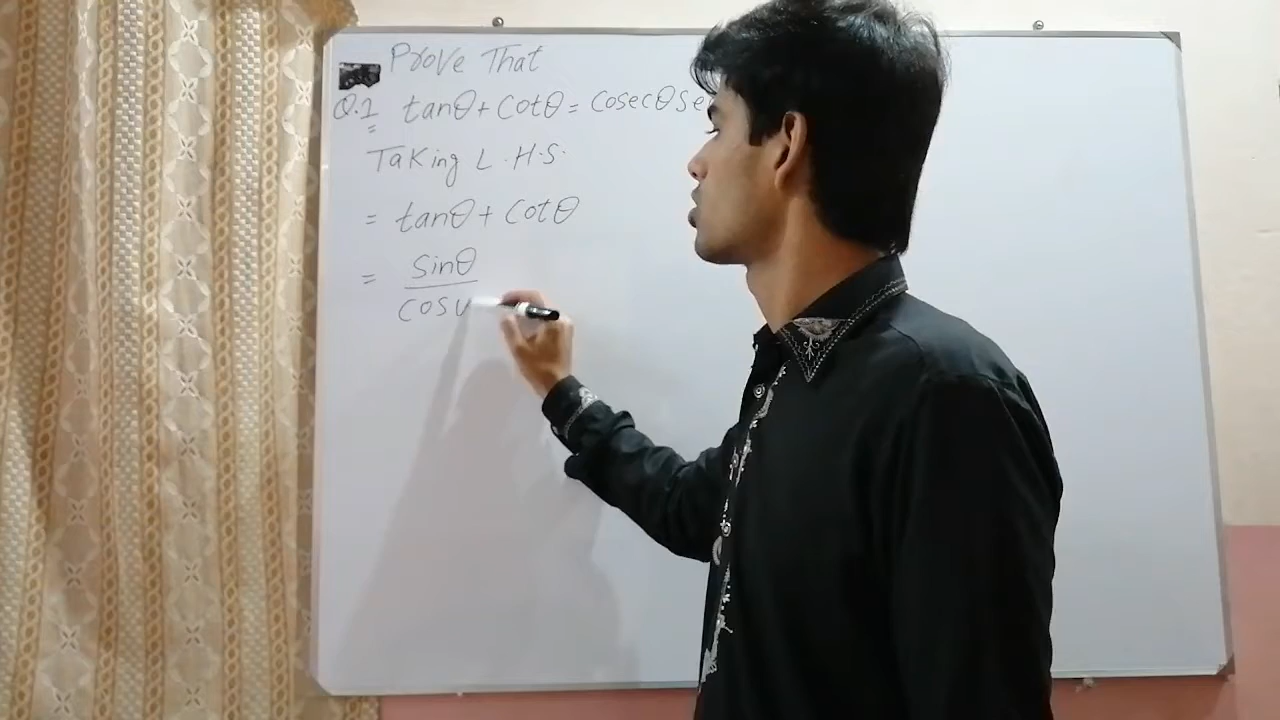 Prove That
Q.1 tanθ + Cotθ = Cosecθ
Taking L.H.S.
= tanθ + Cotθ
= Sinθ
Cos